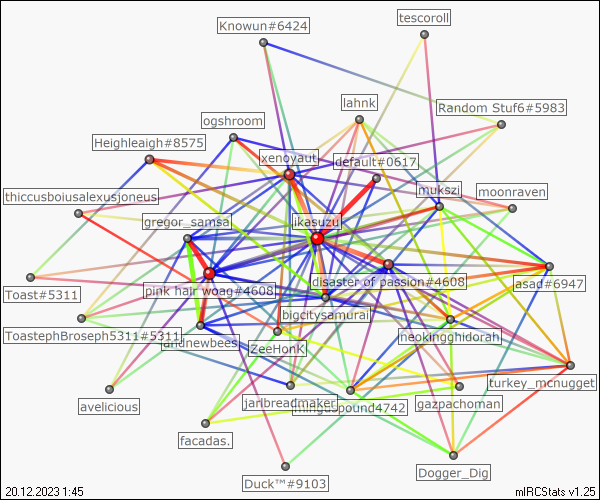 Knowun#6424
tescoroll
ogshroom
lahnk
Random Stuf6#5983
Heighleaigh#8575
xenoyaut
default#0617
thiccusboiusalexusjoneus
mukszi
moonraven
gregor_samsa
ikasuzu
pink hair woag#4608
disaster of passion#4608
asad#6947
Toast#5311
bigcitysamurai
ToastephBroseph5311#5311
andnewbees
ZeeHonK
neokingghidorah
turkey_mcnugget
avelicious
jaribreadmaker
minguspound4742
gazpachoman
facadas.
Dogger_Dig
Duck™#9103
20.12.2023 1:45
mIRCStats v1.25